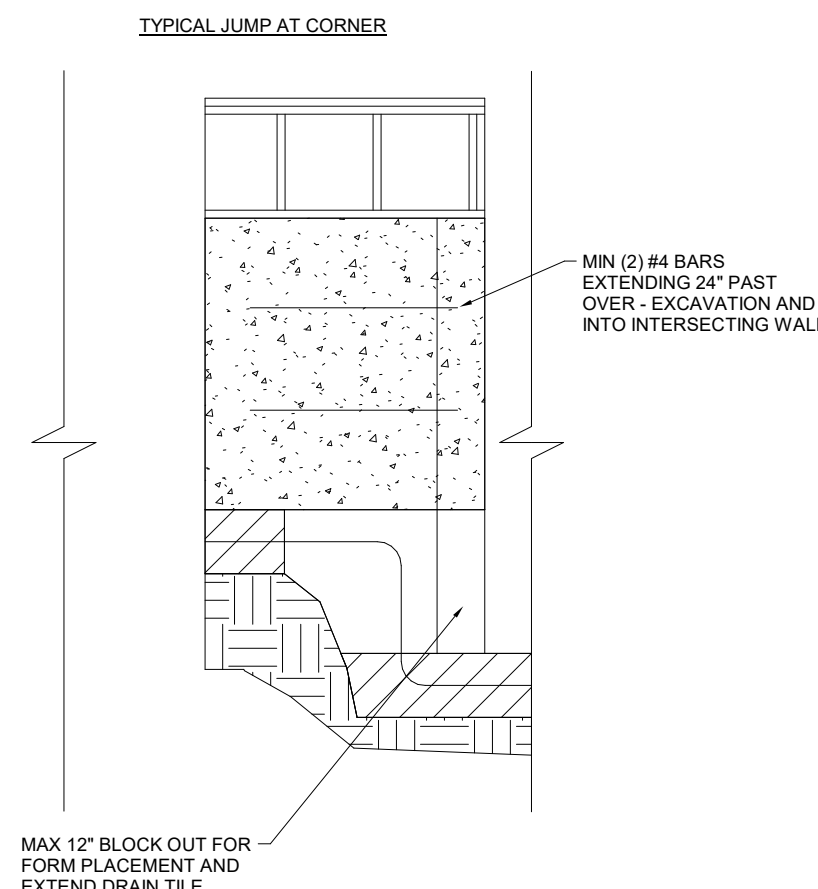 TYPICAL JUMP AT CORNER
MIN (2) #4 BARS
EXTENDING 24" PAST
OVER - EXCAVATION AND
INTO INTERSECTING WALL
MAX 12" BLOCK OUT FOR
FORM PLACEMENT AND
EXTEND DRAIN TILE